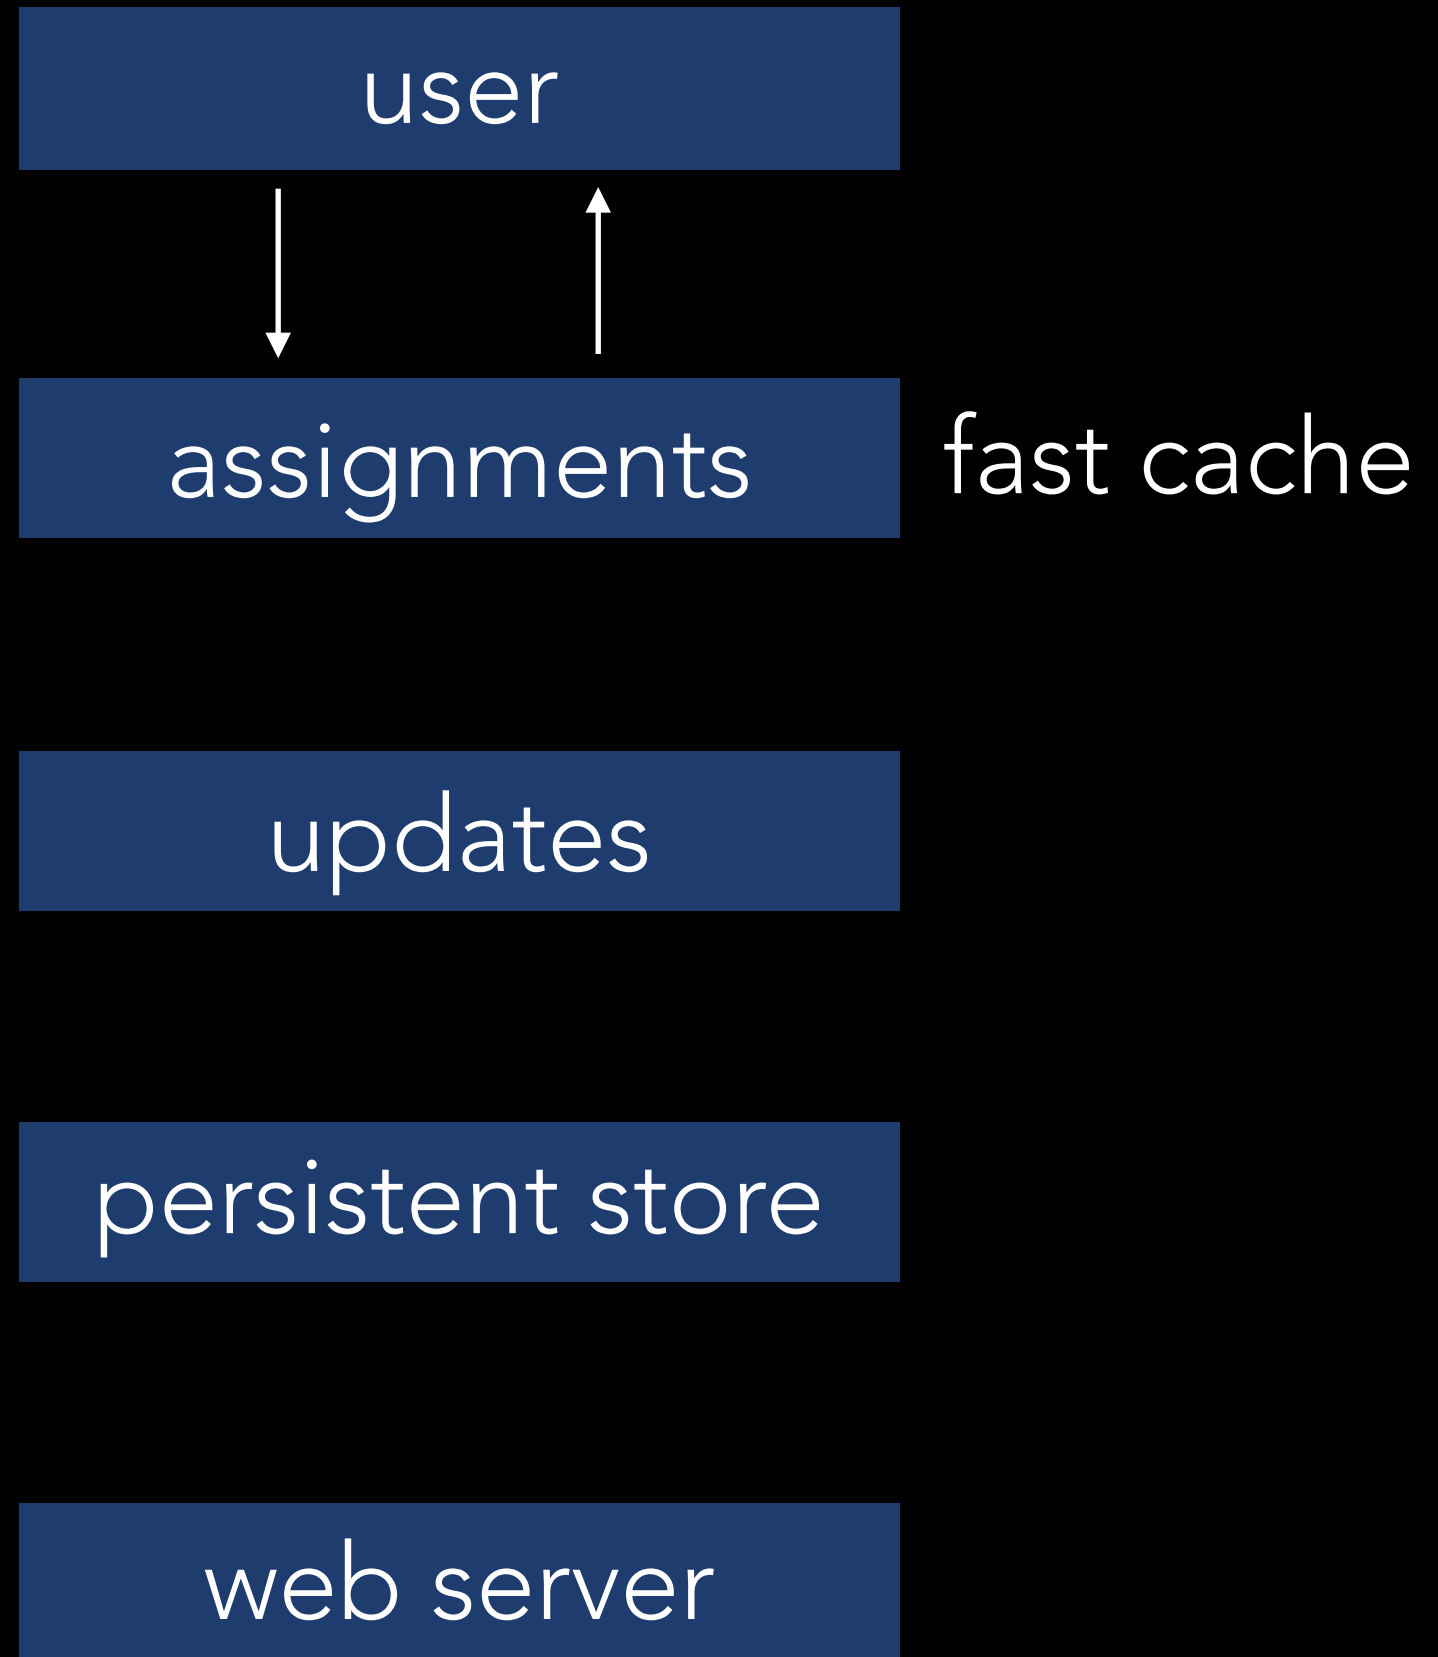 user
assignments
fast cache
updates
persistent store
web server